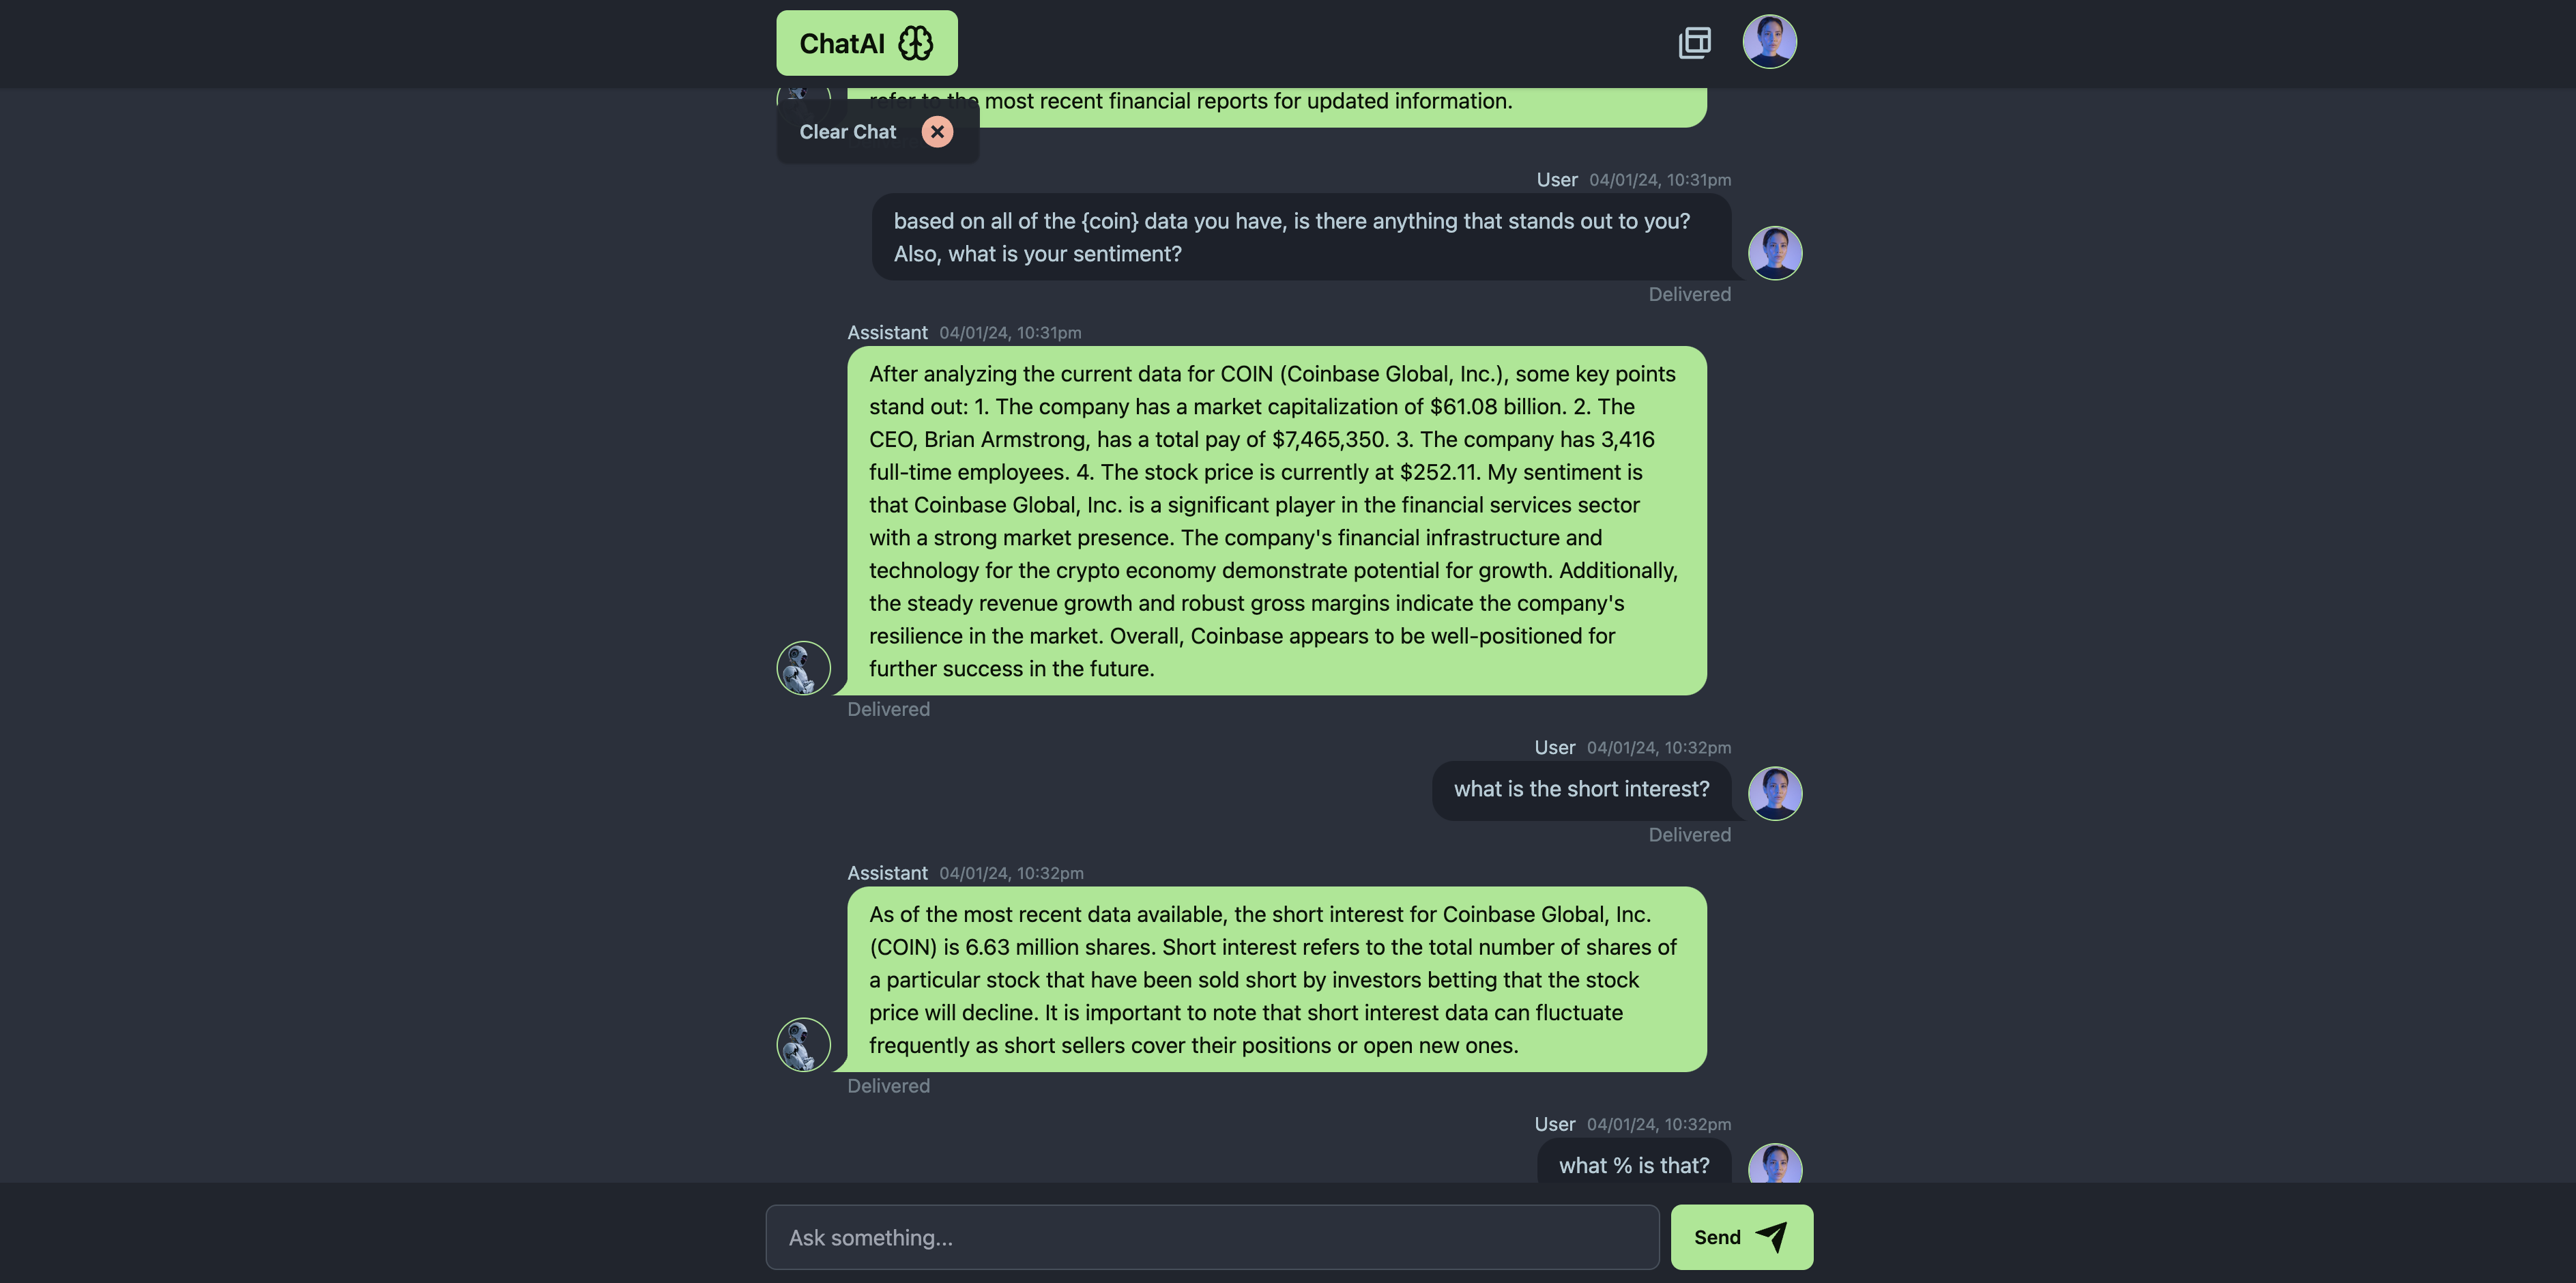 ChatAI
refer to the most recent financial reports for updated information.
Clear Chat
User 04/01/24, 10:31pm
based on all of the {coin} data you have, is there anything that stands out to you?
Also, what is your sentiment?
Delivered
Assistant 04/01/24, 10:31pm
After analyzing the current data for COIN (Coinbase Global, Inc.), some key points
stand out: 1. The company has a market capitalization of $61.08 billion. 2. The
CEO, Brian Armstrong, has a total pay of $7,465,350. 3. The company has 3,416
full-time employees. 4. The stock price is currently at $252.11. My sentiment is
that Coinbase Global, Inc. is a significant player in the financial services sector
with a strong market presence. The company's financial infrastructure and
technology for the crypto economy demonstrate potential for growth. Additionally,
the steady revenue growth and robust gross margins indicate the company's
resilience in the market. Overall, Coinbase appears to be well-positioned for
further success in the future.
Delivered
User 04/01/24, 10:32pm
what is the short interest?
Delivered
Assistant 04/01/24, 10:32pm
As of the most recent data available, the short interest for Coinbase Global, Inc.
(COIN) is 6.63 million shares. Short interest refers to the total number of shares of
a particular stock that have been sold short by investors betting that the stock
price will decline. It is important to note that short interest data can fluctuate
frequently as short sellers cover their positions or open new ones.
Delivered
User 04/01/24, 10:32pm
what % is that?
Ask something...
Send